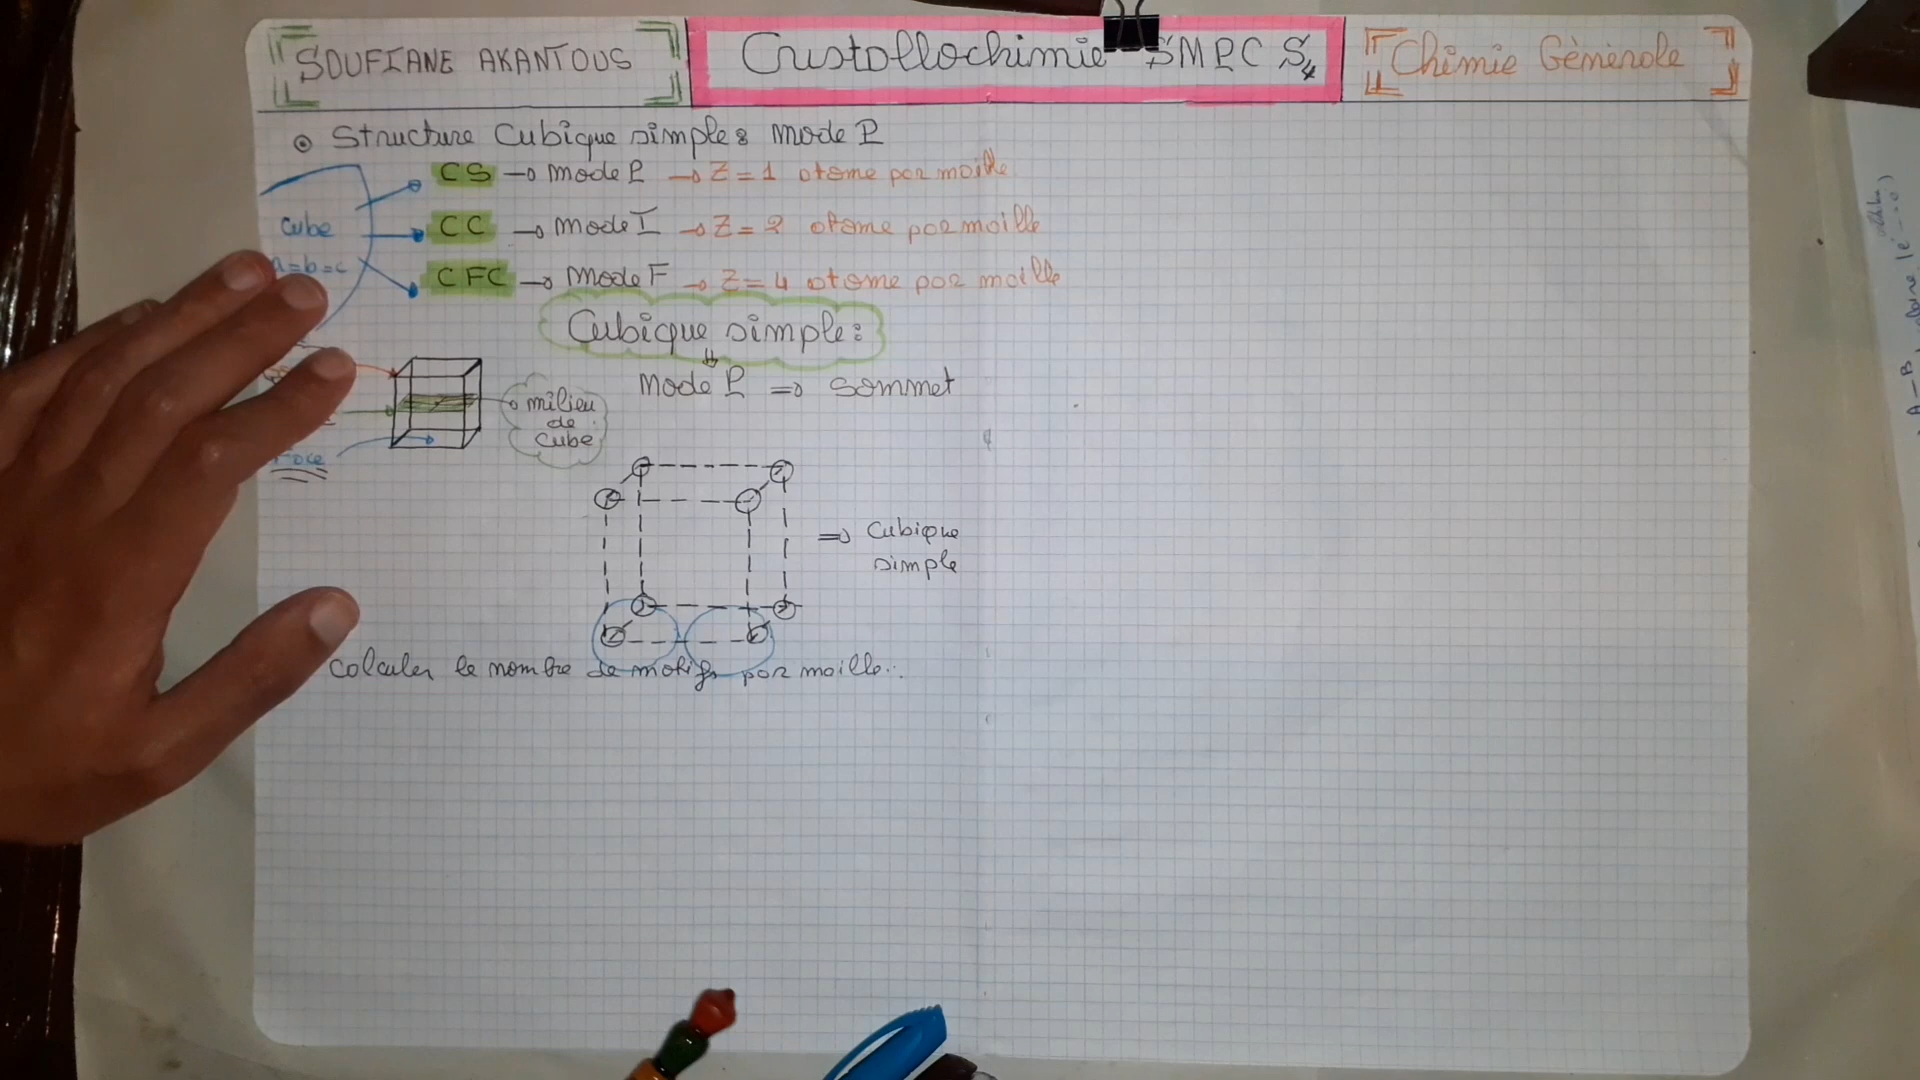 SOUFIANE AKANTOUS
Cristallochimie SMPC S4
Chimie Génerale
Structure Cubique simple: mode P
CS → mode P → Z = 1 atome par maille
Cube
CC → mode I → Z = 2 atome par maille
a=b=c
CFC → mode F → Z = 4 atome par maille
Cubique simple:
mode P ⇒ sommet
milieu
de
cube
Face
⇒ Cubique
simple
Calculer le nombre de motifs par maille..